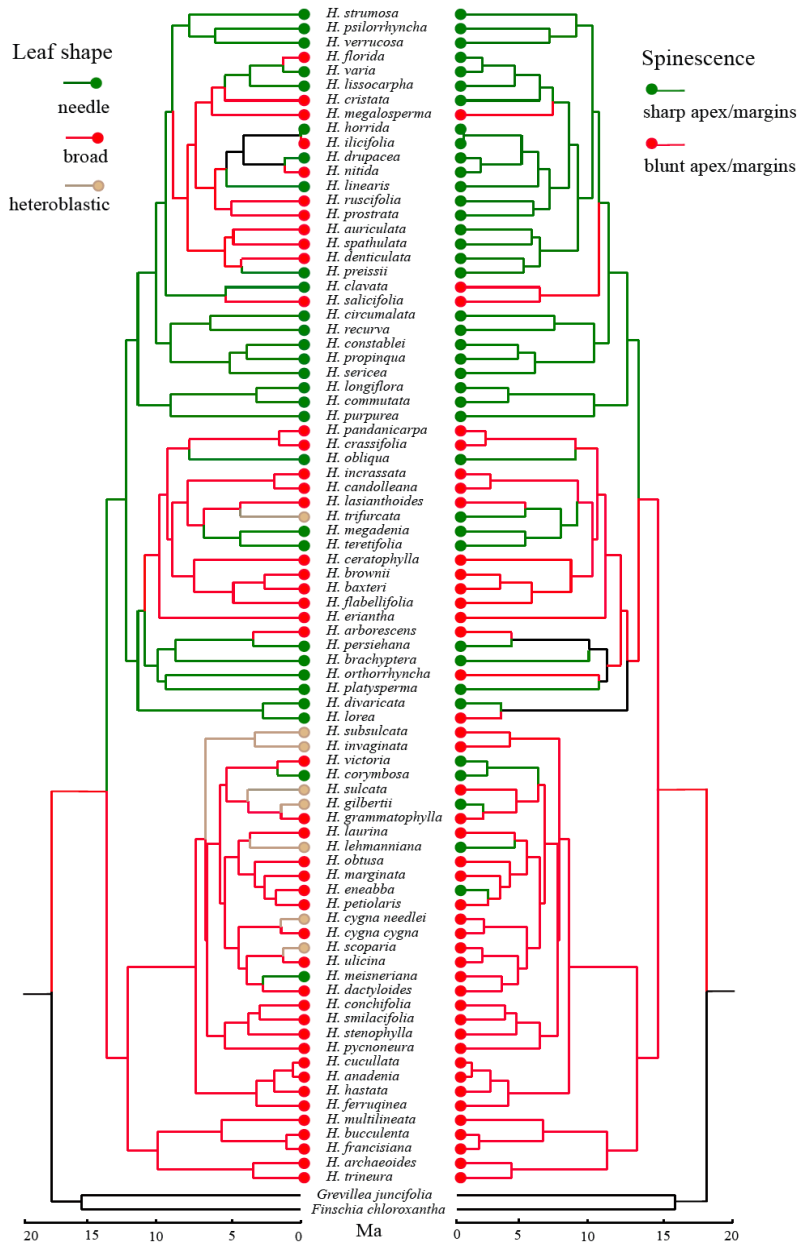 Leaf shape
needle
broad
heteroblastic
Spinescence
sharp apex/margins
blunt apex/margins
H. strumosa
H. psilorrhyncha
H. verrucosa
H. florida
H. varia
H. lissocarpha
H. cristata
H. megalosperma
H. horrida
H. ilicifolia
H. drupacea
H. nitida
H. linearis
H. ruscifolia
H. prostrata
H. auriculata
H. spathulata
H. denticulata
H. preissii
H. clavata
H. salicifolia
H. circumalata
H. recurva
H. constablei
H. propinqua
H. sericea
H. longiflora
H. commutata
H. purpurea
H. pandanicarpa
H. crassifolia
H. obliqua
H. incrassata
H. candolleana
H. lasianthoides
H. trifurcata
H. megadenia
H. teretifolia
H. ceratophylla
H. brownii
H. baxteri
H. flabellifolia
H. eriantha
H. arborescens
H. persiehana
H. brachyptera
H. orthorrhyncha
H. platysperma
H. divaricata
H. lorea
H. subsulcata
H. invaginata
H. victoria
H. corymbosa
H. sulcata
H. gilbertii
H. grammatophylla
H. laurina
H. lehmanniana
H. obtusa
H. marginata
H. eneabba
H. petiolaris
H. cygna needlei
H. cygna cygna
H. scoparia
H. ulicina
H. meisneriana
H. dactyloides
H. conchifolia
H. smilacifolia
H. stenophylla
H. pycnoneura
H. cucullata
H. anadenia
H. hastata
H. ferruqinea
H. multilineata
H. bucculenta
H. francisiana
H. archaeoides
H. trineura
Grevillea juncifolia
Finschia chloroxantha
20 15 10 5 0 Ma 0 5 10 15 20